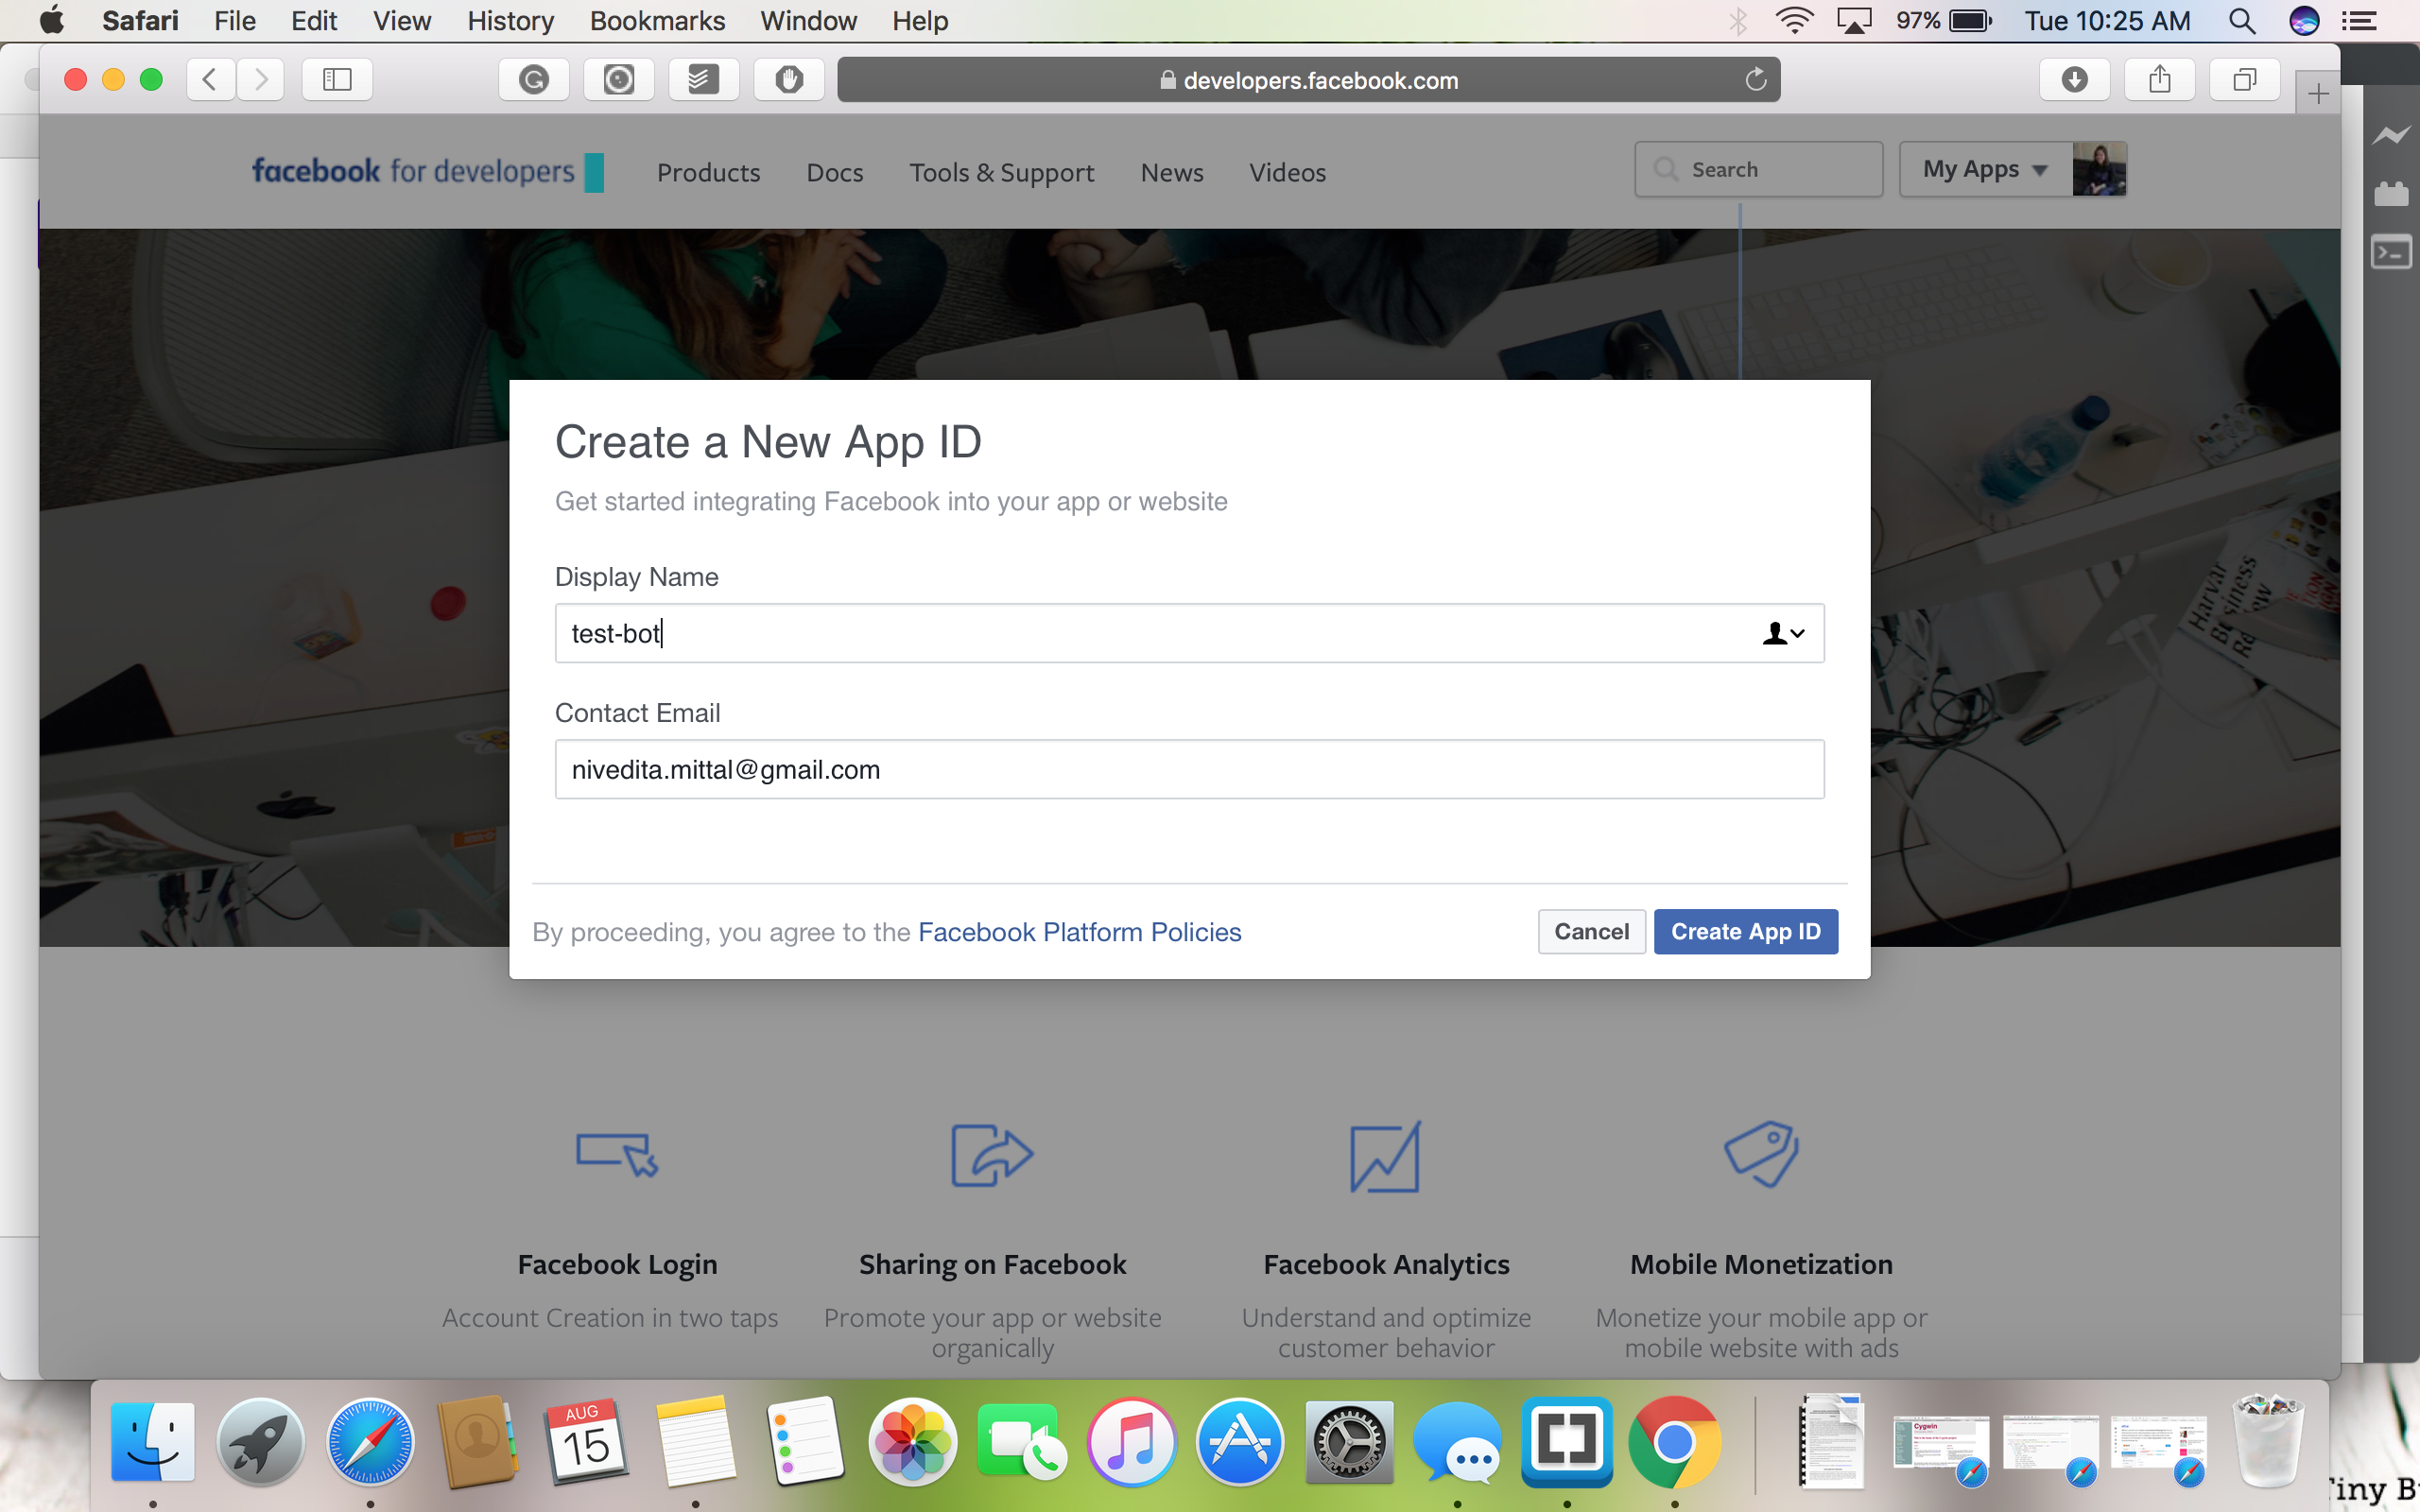 Safari File Edit View History Bookmarks Window Help 97% Tue 10:25 AM
developers.facebook.com
facebook for developers Products Docs Tools & Support News Videos Search My Apps
Create a New App ID
Get started integrating Facebook into your app or website
Display Name
test-bot
Contact Email
nivedita.mittal@gmail.com
By proceeding, you agree to the Facebook Platform Policies Cancel Create App ID
Harvar
Business
Facebook Login Sharing on Facebook Facebook Analytics Mobile Monetization
Account Creation in two taps Promote your app or website Understand and optimize Monetize your mobile app or
organically customer behavior mobile website with ads
AUG
15
Cygwin
Tiny B